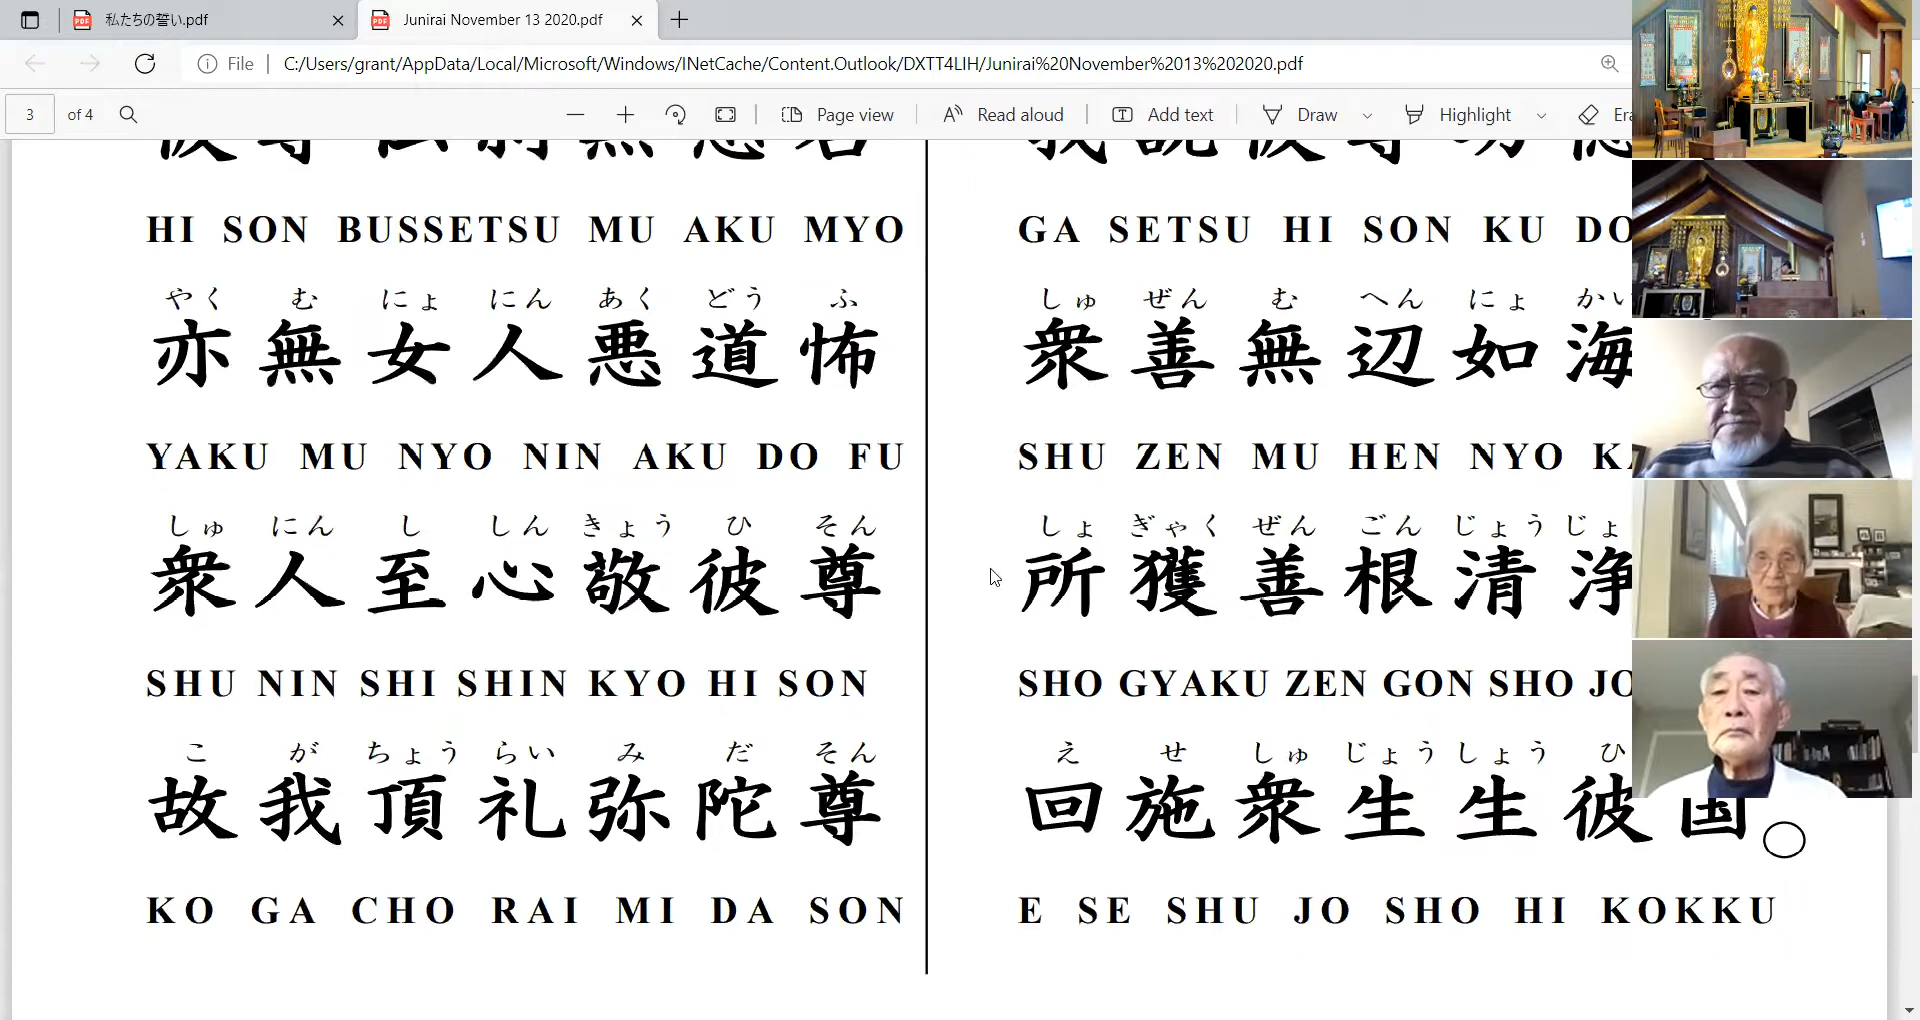 私たちの誓い.pdf
Junirai November 13 2020.pdf
File
C:/Users/grant/AppData/Local/Microsoft/Windows/INetCache/Content.Outlook/DXTT4LIH/Junirai%20November%2013%202020.pdf
3 of 4
Page view
Read aloud
Add text
Draw
Highlight
HI SON BUSSETSU MU AKU MYO
やく む にょ にん あく どう ふ
亦 無 女 人 悪 道 怖
YAKU MU NYO NIN AKU DO FU
しゅ にん し しん きょう ひ そん
衆 人 至 心 敬 彼 尊
SHU NIN SHI SHIN KYO HI SON
こ が ちょう らい み だ そん
故 我 頂 礼 弥 陀 尊
KO GA CHO RAI MI DA SON
GA SETSU HI SON KU DO
しゅ ぜん む へん にょ かい
衆 善 無 辺 如 海
SHU ZEN MU HEN NYO
しょ ぎゃく ぜん ごん じょう じょ
所 獲 善 根 清 浄
SHO GYAKU ZEN GON SHO JO
え せ しゅ じょう しょう ひ
回 施 衆 生 生 彼 国
E SE SHU JO SHO HI KOKKU